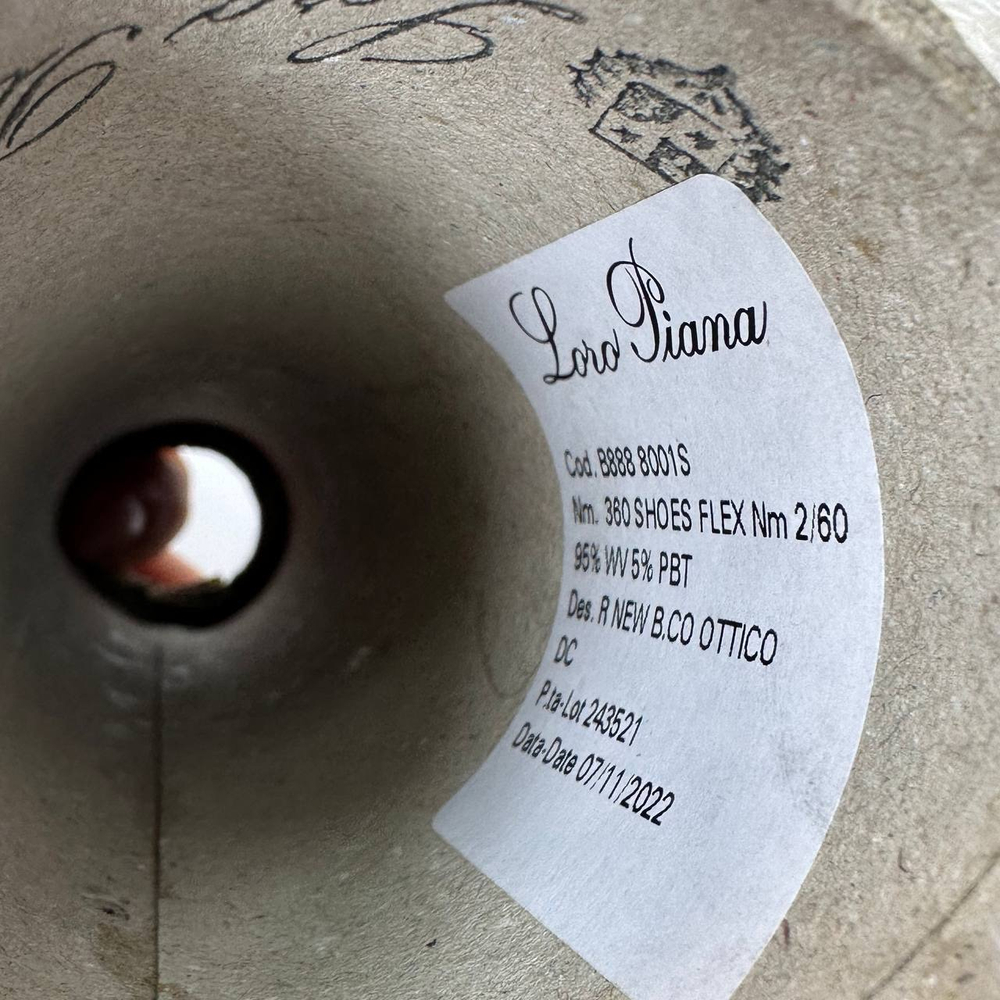 Loro Piana
Cod. B888 8001S
Nm. 360 SHOES FLEX Nm 2/60
95% WV 5% PBT
Des. R NEW B.CO OTTICO
DC
P.ta-Lot 243521
Data-Date 07/11/2022